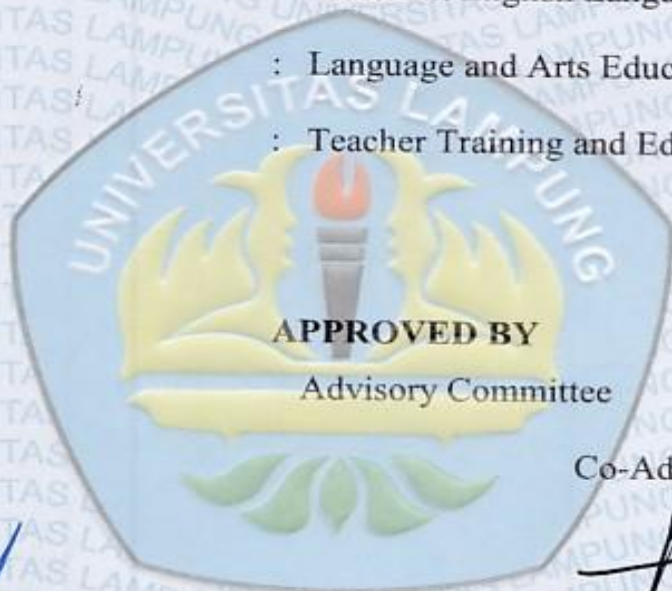 : Language and Arts Educ
: Teacher Training and Ed
UNIVERSITAS LAMPUNG
APPROVED BY
Advisory Committee
Co-Ad